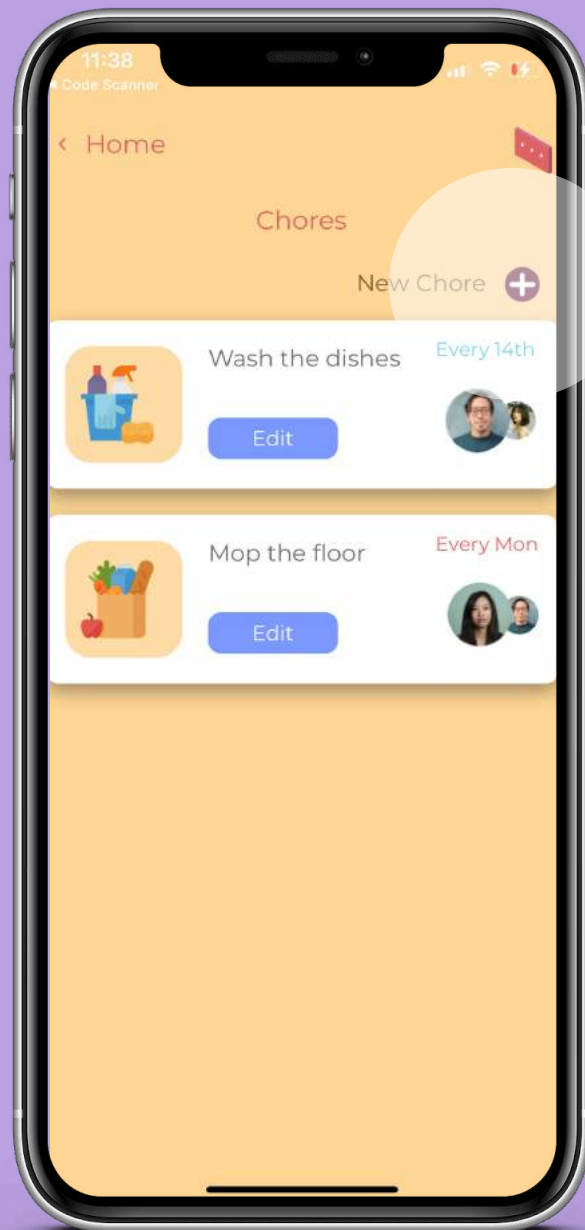 11:38
Code Scanner
Home
Chores
New Chore
Wash the dishes
Every 14th
Edit
Mop the floor
Every Mon
Edit